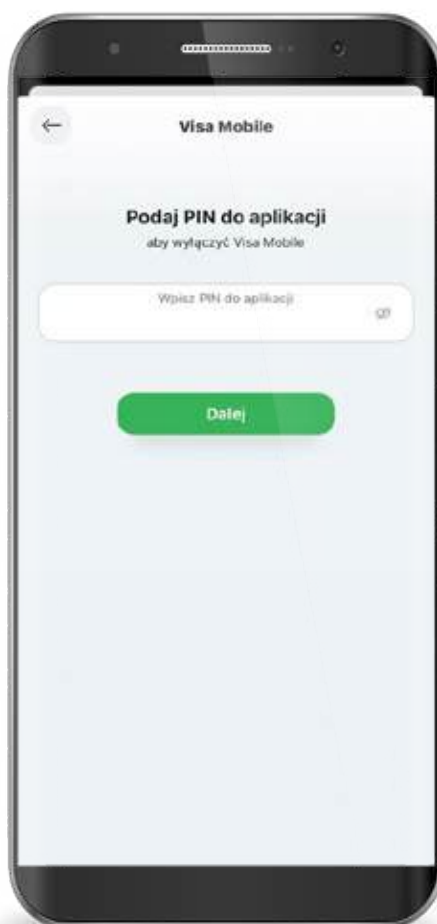 Visa Mobile
Podaj PIN do aplikacji
aby wyłączyć Visa Mobile
Wpisz PIN do aplikacji
Dalej